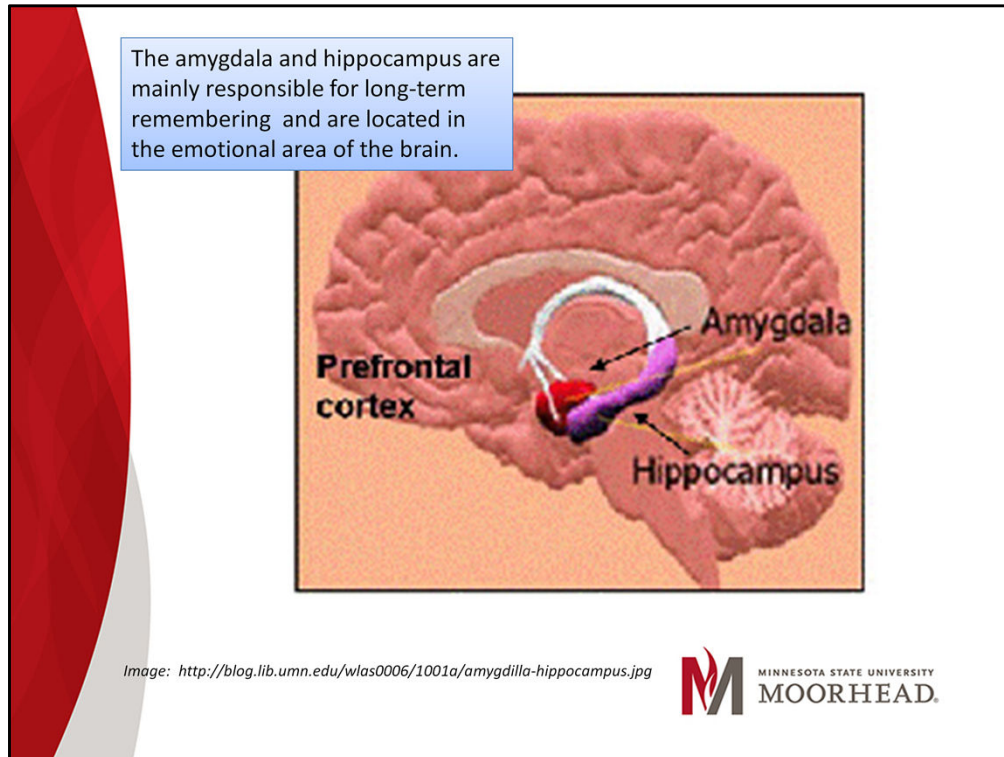 The amygdala and hippocampus are
mainly responsible for long-term
remembering and are located in
the emotional area of the brain.
Amygdala
Prefrontal
cortex
Hippocampus
Image: http://blog.lib.umn.edu/wlas0006/1001a/amygdilla-hippocampus.jpg
MINNESOTA STATE UNIVERSITY
MOORHEAD®